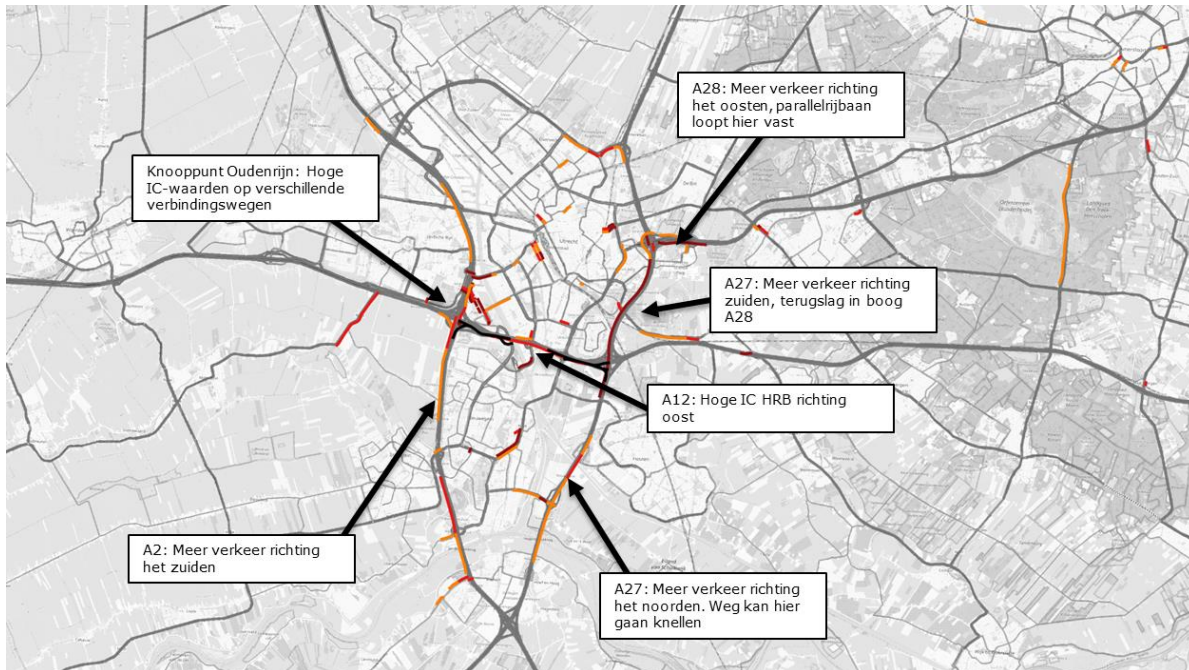 A28: Meer verkeer richting
het oosten, parallelrijbaan
loopt hier vast
Knooppunt Oudenrijn: Hoge
IC-waarden op verschillende
verbindingswegen
Utrecht
A27: Meer verkeer richting
zuiden, terugslag in boog
A28
A12: Hoge IC HRB richting
oost
A2: Meer verkeer richting
het zuiden
A27: Meer verkeer richting
het noorden. Weg kan hier
gaan knellen